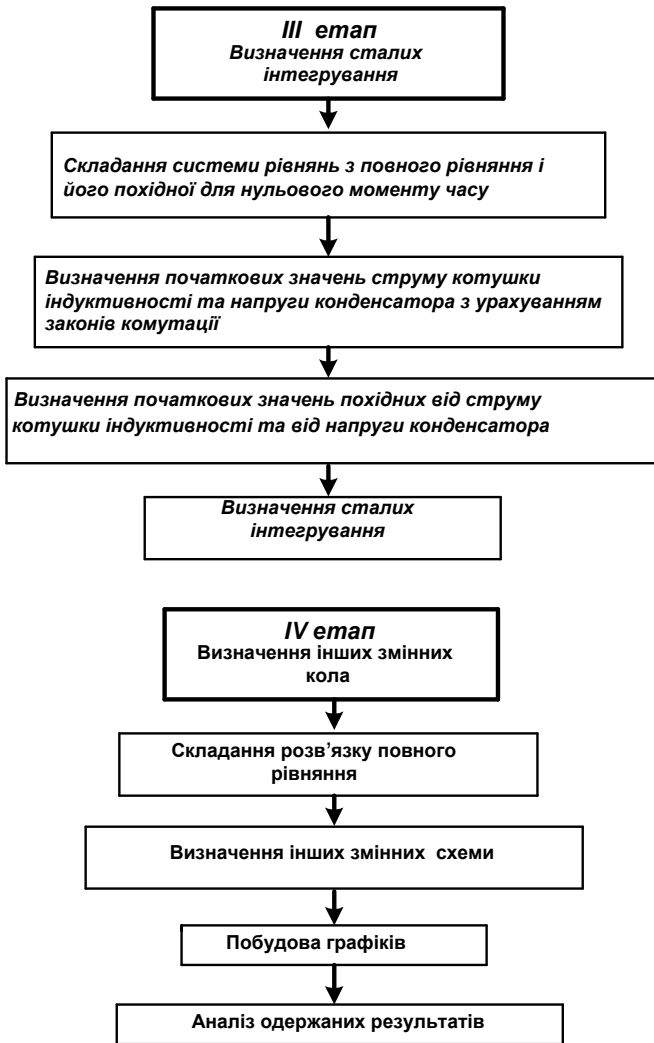 III етап
Визначення сталих
інтегрування
Складання системи рівнянь з повного рівняння і
його похідної для нульового моменту часу
Визначення початкових значень струму котушки
індуктивності та напруги конденсатора з урахуванням
законів комутації
Визначення початкових значень похідних від струму
котушки індуктивності та від напруги конденсатора
Визначення сталих
інтегрування
IV етап
Визначення інших змінних
кола
Складання розв’язку повного
рівняння
Визначення інших змінних схеми
Побудова графіків
Аналіз одержаних результатів